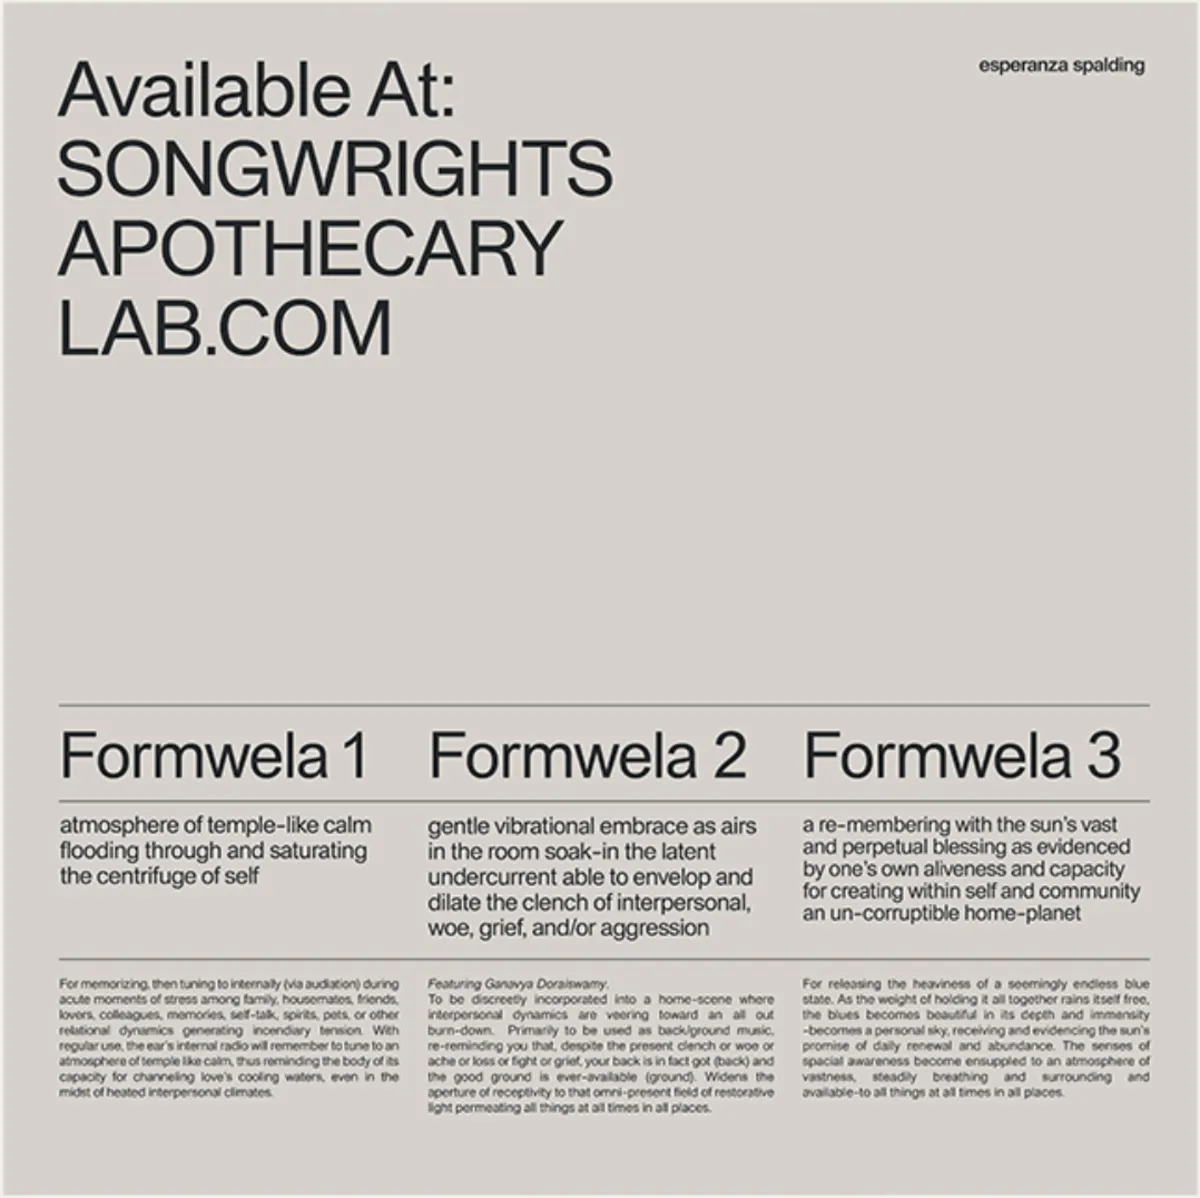 Available At:
SONGWRIGHTS
APOTHECARY
LAB.COM
esperanza spalding
Formwela 1
atmosphere of temple-like calm
flooding through and saturating
the centrifuge of self
For memorizing, then tuning to internally (via audiation) during
acute moments of stress among family, housemates, friends,
lovers, colleagues, memories, self-talk, spirits, pets, or other
relational dynamics generating incendiary tension. With
regular use, the ear's internal radio will remember to tune to an
atmosphere of temple like calm, thus reminding the body of its
capacity for channeling love's cooling waters, even in the
midst of heated interpersonal climates.
Formwela 2
gentle vibrational embrace as airs
in the room soak-in the latent
undercurrent able to envelop and
dilate the clench of interpersonal,
woe, grief, and/or aggression
Featuring Ganavya Doraiswamy.
To be discreetly incorporated into a home-scene where
interpersonal dynamics are veering toward an all out
burn-down. Primarily to be used as back/ground music,
re-reminding you that, despite the present clench or woe or
ache or loss or fight or grief, your back is in fact got (back) and
the good ground is ever-available (ground). Widens the
aperture of receptivity to that omni-present field of restorative
light permeating all things at all times in all places.
Formwela 3
a re-membering with the sun's vast
and perpetual blessing as evidenced
by one's own aliveness and capacity
for creating within self and community
an un-corruptible home-planet
For releasing the heaviness of a seemingly endless blue
state. As the weight of holding it all together rains itself free,
the blues becomes beautiful in its depth and immensity
-becomes a personal sky, receiving and evidencing the sun's
promise of daily renewal and abundance. The senses of
spacial awareness become ensuppled to an atmosphere of
vastness, steadily breathing and surrounding and
available-to all things at all times in all places.